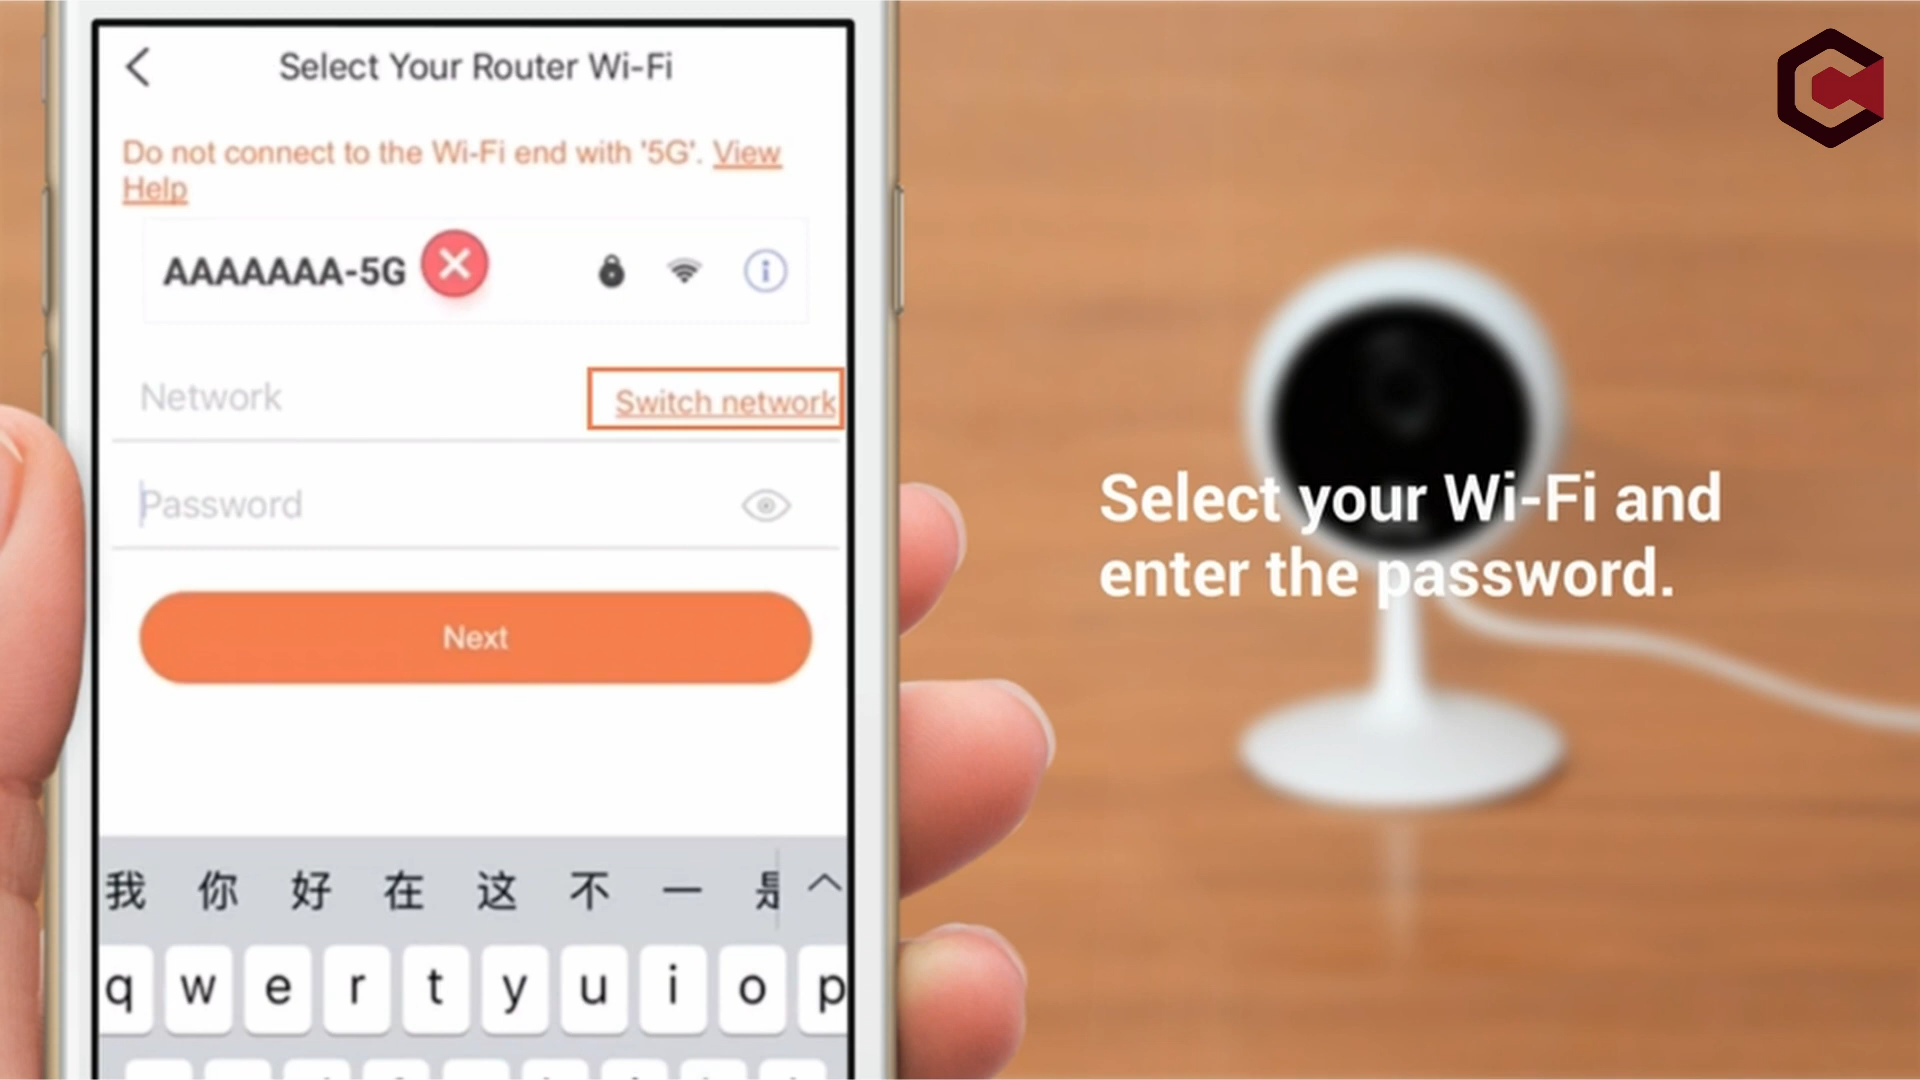 Select Your Router Wi-Fi
Do not connect to the Wi-Fi end with '5G'. View
Help
AAAAAAA-5G
Network
Switch network
Password
Next
Select your Wi-Fi and
enter the password.
我 你 好 在 这 不 一 是
q w e r t y u i o p